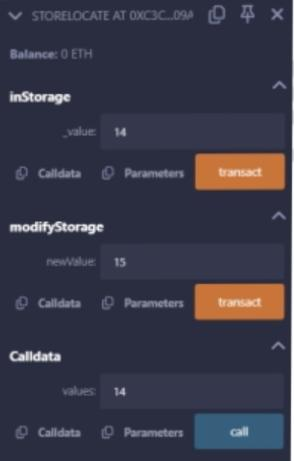 STORELOCATE AT 0XC3C...09A
Balance: 0 ETH
inStorage
_value: 14
Calldata Parameters transact
modifyStorage
newValue: 15
Calldata Parameters transact
Calldata
values: 14
Calldata Parameters call